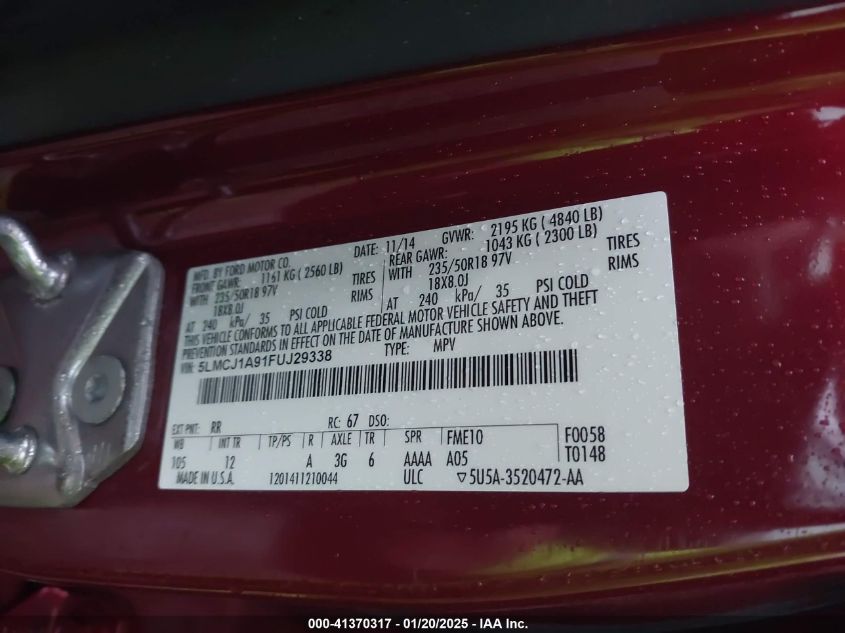 MFD. BY FORD MOTOR CO. DATE: 11/14 GVWR: 2195 KG ( 4840 LB)
FRONT GAWR: 1161 KG ( 2560 LB) REAR GAWR: 1043 KG ( 2300 LB)
WITH 235/50R18 97V TIRES WITH 235/50R18 97V TIRES
18X8.0J RIMS 18X8.0J RIMS
AT 240 kPa/ 35 PSI COLD AT 240 kPa/ 35 PSI COLD
THIS VEHICLE CONFORMS TO ALL APPLICABLE FEDERAL MOTOR VEHICLE SAFETY AND THEFT
PREVENTION STANDARDS IN EFFECT ON THE DATE OF MANUFACTURE SHOWN ABOVE.
VIN: 5LMCJ1A91FUJ29338 TYPE: MPV
EXT PNT: RR RC: 67 DSO:
WB INT TR TP/PS R AXLE TR SPR FME10 F0058
105 12 A 3G 6 AAAA A05 T0148
MADE IN U.S.A. 1201411210044 ULC ▽5U5A-3520472-AA
000-41370317 - 01/20/2025 - IAA Inc.